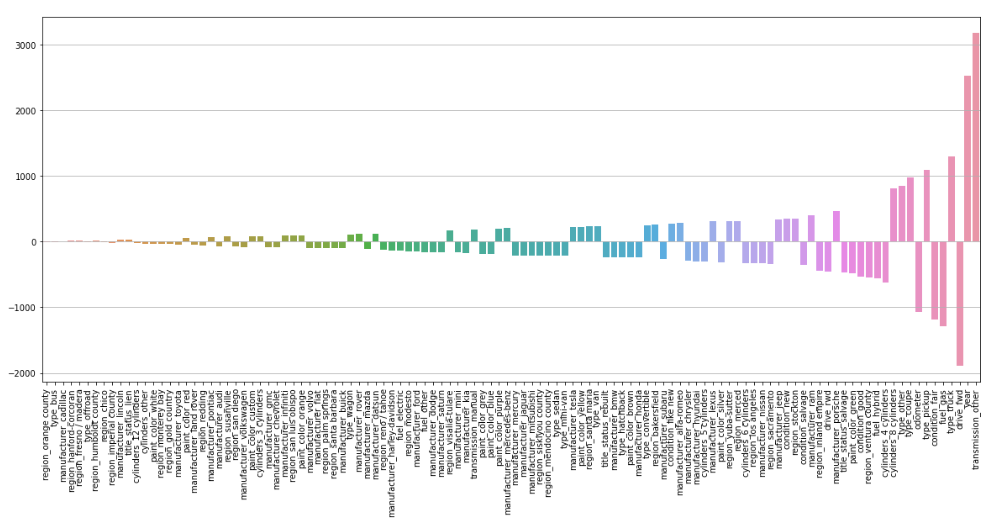 3000
2000
1000
0
−1000
−2000
region_orange county
type_bus
manufacturer_cadillac
region_hanford-corcoran
region_fresno / madera
type_offroad
region_humboldt county
region_chico
region_imperial county
manufacturer_lincoln
title_status_lien
cylinders_12 cylinders
cylinders_other
paint_color_white
region_monterey bay
region_gold country
manufacturer_toyota
paint_color_red
manufacturer_land rover
region_redding
manufacturer_pontiac
manufacturer_audi
region_susanville
region_san diego
manufacturer_volkswagen
paint_color_custom
cylinders_3 cylinders
manufacturer_gmc
manufacturer_chevrolet
manufacturer_infiniti
region_san luis obispo
paint_color_orange
manufacturer_volvo
manufacturer_fiat
region_palm springs
region_santa barbara
manufacturer_buick
type_wagon
manufacturer_rover
manufacturer_mazda
manufacturer_datsun
region_reno / tahoe
manufacturer_harley-davidson
fuel_electric
region_modesto
manufacturer_ford
fuel_other
manufacturer_dodge
manufacturer_saturn
region_visalia-tulare
manufacturer_mini
manufacturer_kia
transmission_manual
paint_color_grey
paint_color_blue
paint_color_purple
manufacturer_mercedes-benz
manufacturer_mercury
manufacturer_jaguar
manufacturer_mitsubishi
region_siskiyou county
region_mendocino county
type_sedan
type_mini-van
manufacturer_tesla
paint_color_yellow
region_santa maria
type_van
title_status_rebuilt
manufacturer_bmw
type_hatchback
paint_color_brown
manufacturer_honda
type_convertible
region_bakersfield
manufacturer_subaru
condition_like new
manufacturer_alfa-romeo
manufacturer_chrysler
manufacturer_hyundai
cylinders_5 cylinders
manufacturer_lexus
paint_color_silver
region_yuba-sutter
region_merced
cylinders_6 cylinders
region_los angeles
manufacturer_nissan
region_sacramento
manufacturer_jeep
condition_new
region_stockton
condition_salvage
manufacturer_ram
region_inland empire
drive_rwd
manufacturer_porsche
title_status_salvage
paint_color_green
condition_good
region_ventura county
fuel_hybrid
cylinders_4 cylinders
cylinders_8 cylinders
type_other
type_coupe
odometer
type_pickup
condition_fair
fuel_gas
type_truck
drive_fwd
transmission_other